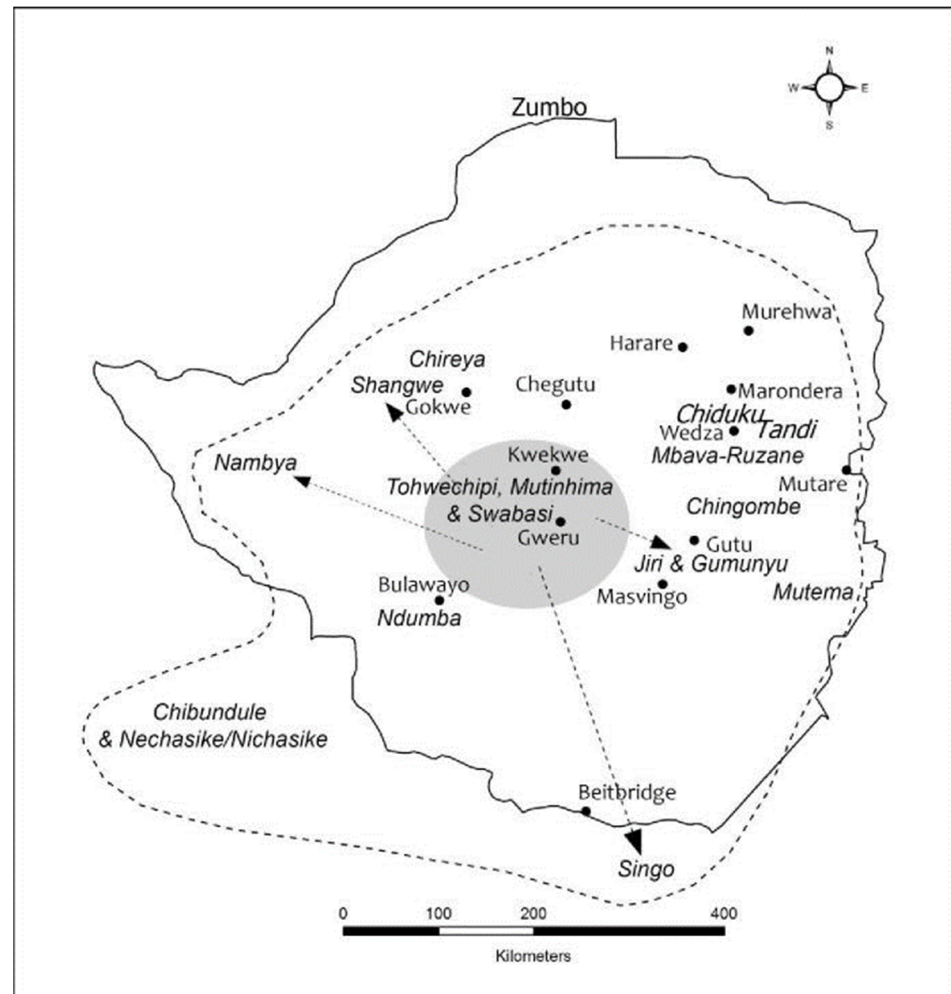 N
W E
S
Zumbo
Murehwa
Harare
Chireya
Shangwe
Gokwe
Chegutu
Marondera
Chiduku
Wedza Tandi
Mbava-Ruzane
Nambya
Kwekwe
Mutare
Tohwechipi, Mutinhima
& Swabasi
Chingombe
Gweru
Gutu
Jiri & Gumunyu
Bulawayo
Masvingo
Mutema
Ndumba
Chibundule
& Nechasike/Nichasike
Beitbridge
Singo
0 100 200 400
Kilometers